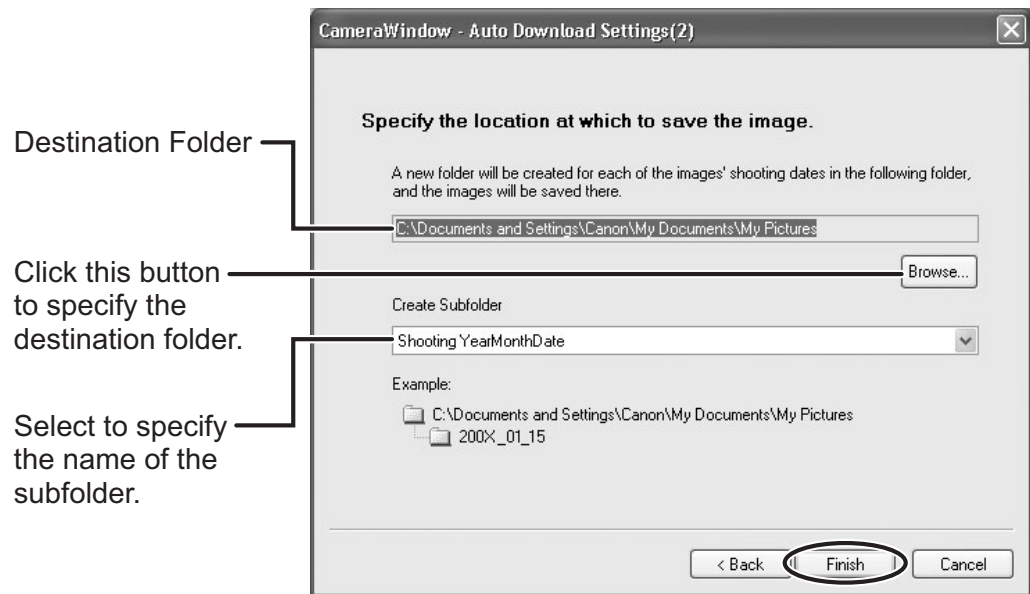 CameraWindow - Auto Download Settings(2)
Specify the location at which to save the image.
Destination Folder
A new folder will be created for each of the images' shooting dates in the following folder,
and the images will be saved there.
C:\Documents and Settings\Canon\My Documents\My Pictures
Click this button
to specify the
destination folder.
Browse...
Create Subfolder
Shooting YearMonthDate
Example:
C:\Documents and Settings\Canon\My Documents\My Pictures
200X_01_15
Select to specify
the name of the
subfolder.
< Back
Finish
Cancel